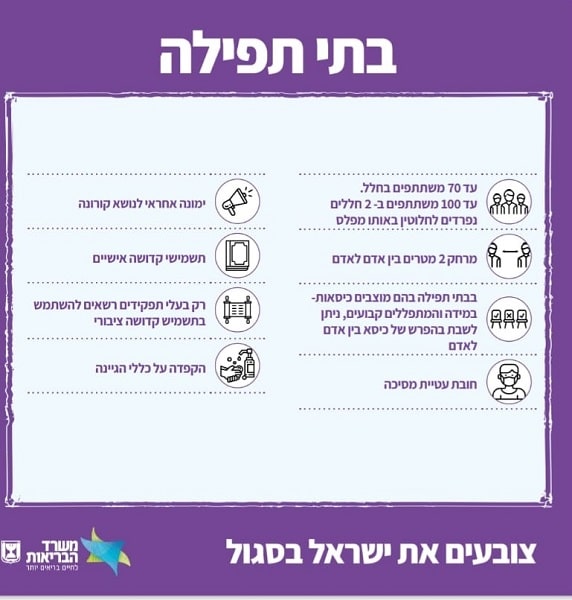 בתי תפילה
עד 70 משתתפים בחלל.
עד 100 משתתפים ב- 2 חללים
נפרדים לחלוטין באותו מפלס
מרחק 2 מטרים בין אדם לאדם
בבתי תפילה בהם מוצבים כיסאות-
במידה והמתפללים קבועים, ניתן
לשבת בהפרש של כיסא בין אדם
לאדם
חובת עטיית מסיכה
ימונה אחראי לנושא קורונה
תשמישי קדושה אישיים
רק בעלי תפקידים רשאים להשתמש
בתשמיש קדושה ציבורי
הקפדה על כללי הגיינה
צובעים את ישראל בסגול
משרד
הבריאות
לחיים בריאים יותר